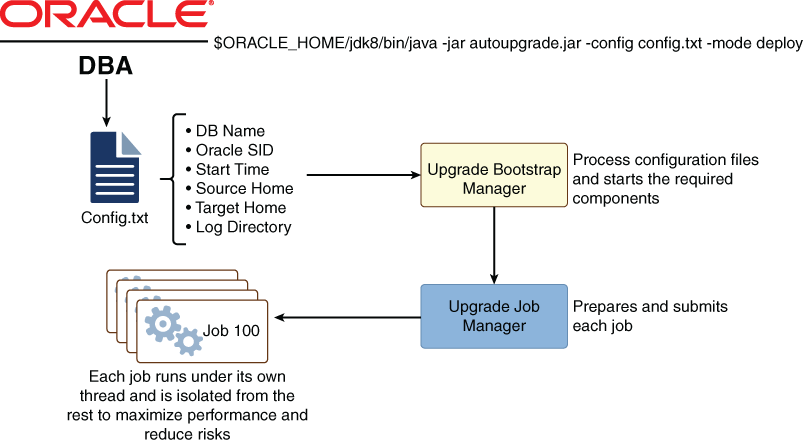 ORACLE®
$ORACLE_HOME/jdk8/bin/java -jar autoupgrade.jar -config config.txt -mode deploy
DBA
Config.txt
• DB Name
• Oracle SID
• Start Time
• Source Home
• Target Home
• Log Directory
Upgrade Bootstrap
Manager
Process configuration files
and starts the required
components
Upgrade Job
Manager
Prepares and submits
each job
Job 100
Each job runs under its own
thread and is isolated from the
rest to maximize performance and
reduce risks